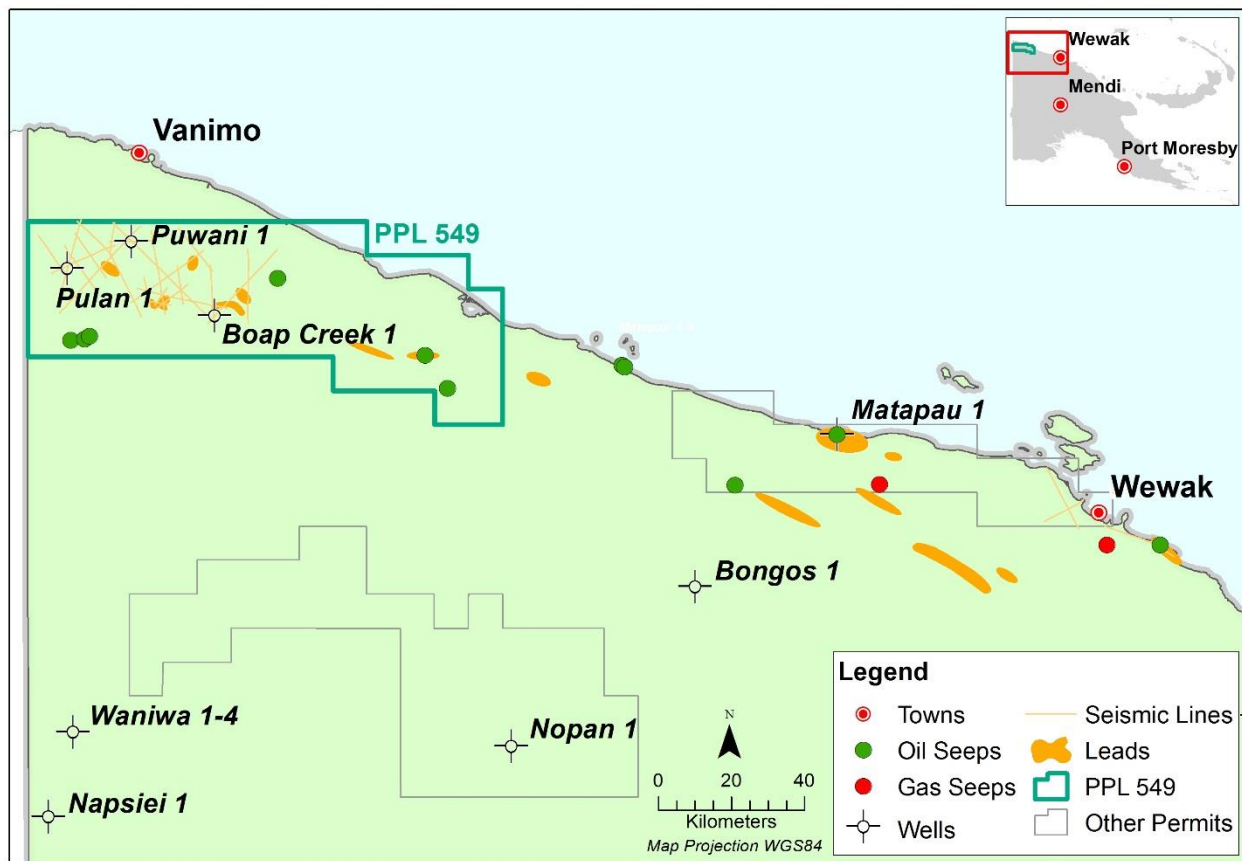 Wewak
Mendi
Port Moresby
Vanimo
Puwani 1
PPL 549
Pulan 1
Boap Creek 1
Matapau 1
Wewak
Bongos 1
Waniwa 1-4
Nopan 1
Napsiei 1
N
0 20 40
Kilometers
Map Projection WGS84
Legend
Towns
Seismic Lines
Oil Seeps
Leads
Gas Seeps
PPL 549
Wells
Other Permits